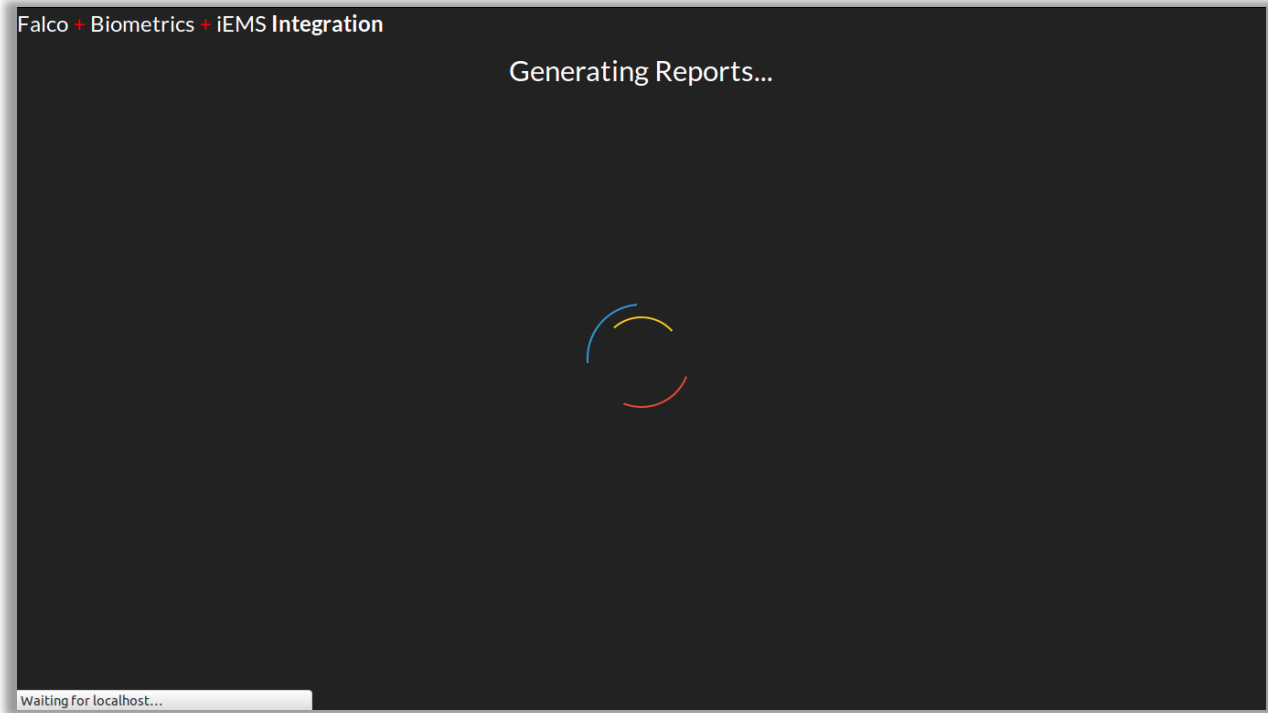 Falco + Biometrics + iEMS Integration
Generating Reports...
Waiting for localhost...